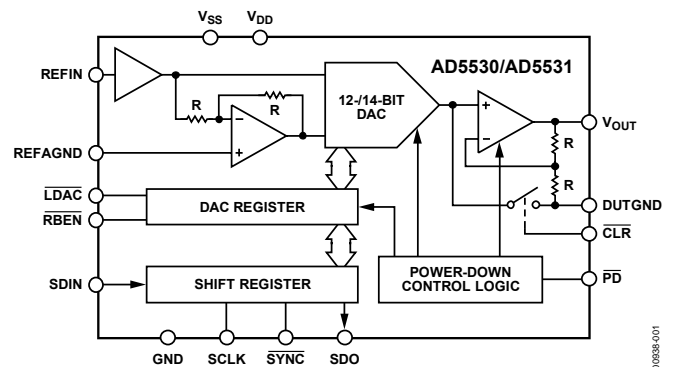 VSS VDD
AD5530/AD5531
REFIN
R
R
12-/14-BIT
DAC
+
−
−
+
R
VOUT
REFAGND
R
LDAC
DAC REGISTER
DUTGND
RBEN
CLR
SDIN
SHIFT REGISTER
POWER-DOWN
CONTROL LOGIC
PD
GND SCLK SYNC SDO
00938-001